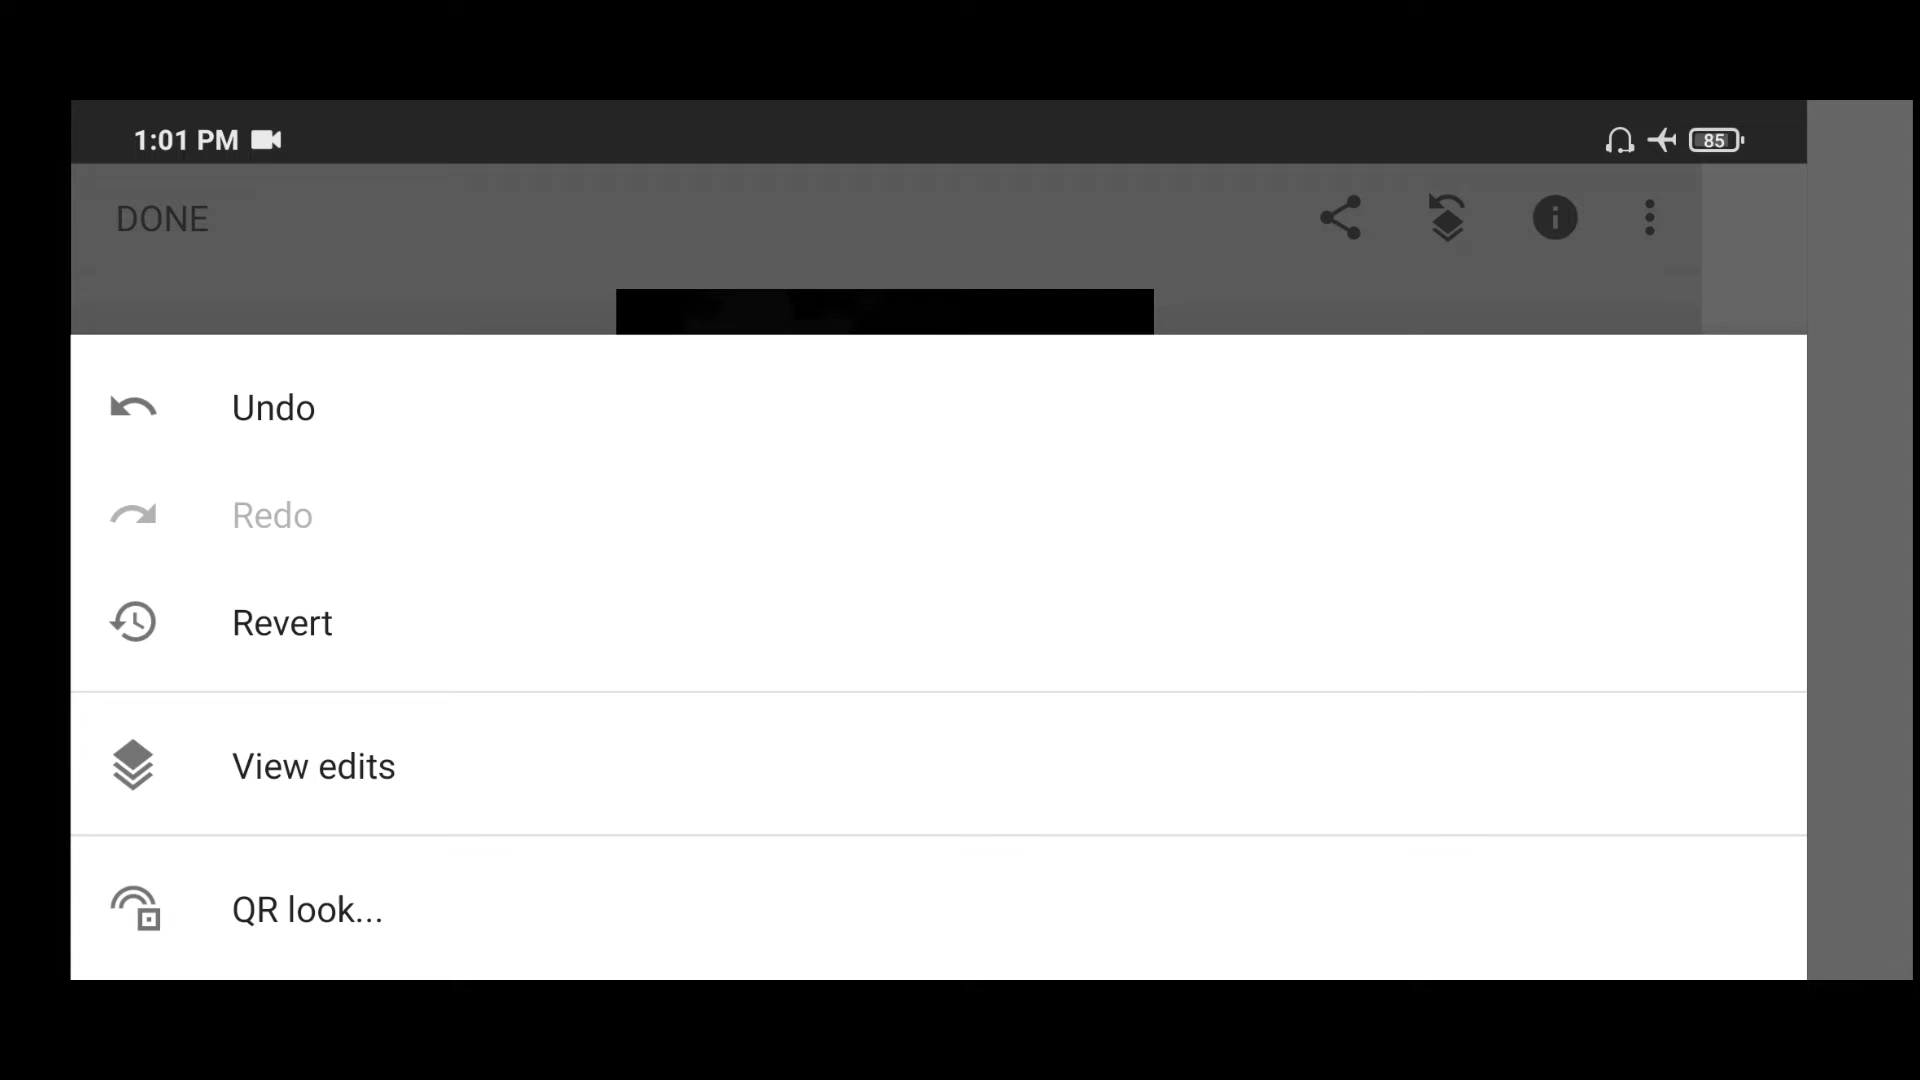 1:01 PM
85
DONE
Undo
Redo
Revert
View edits
QR look...